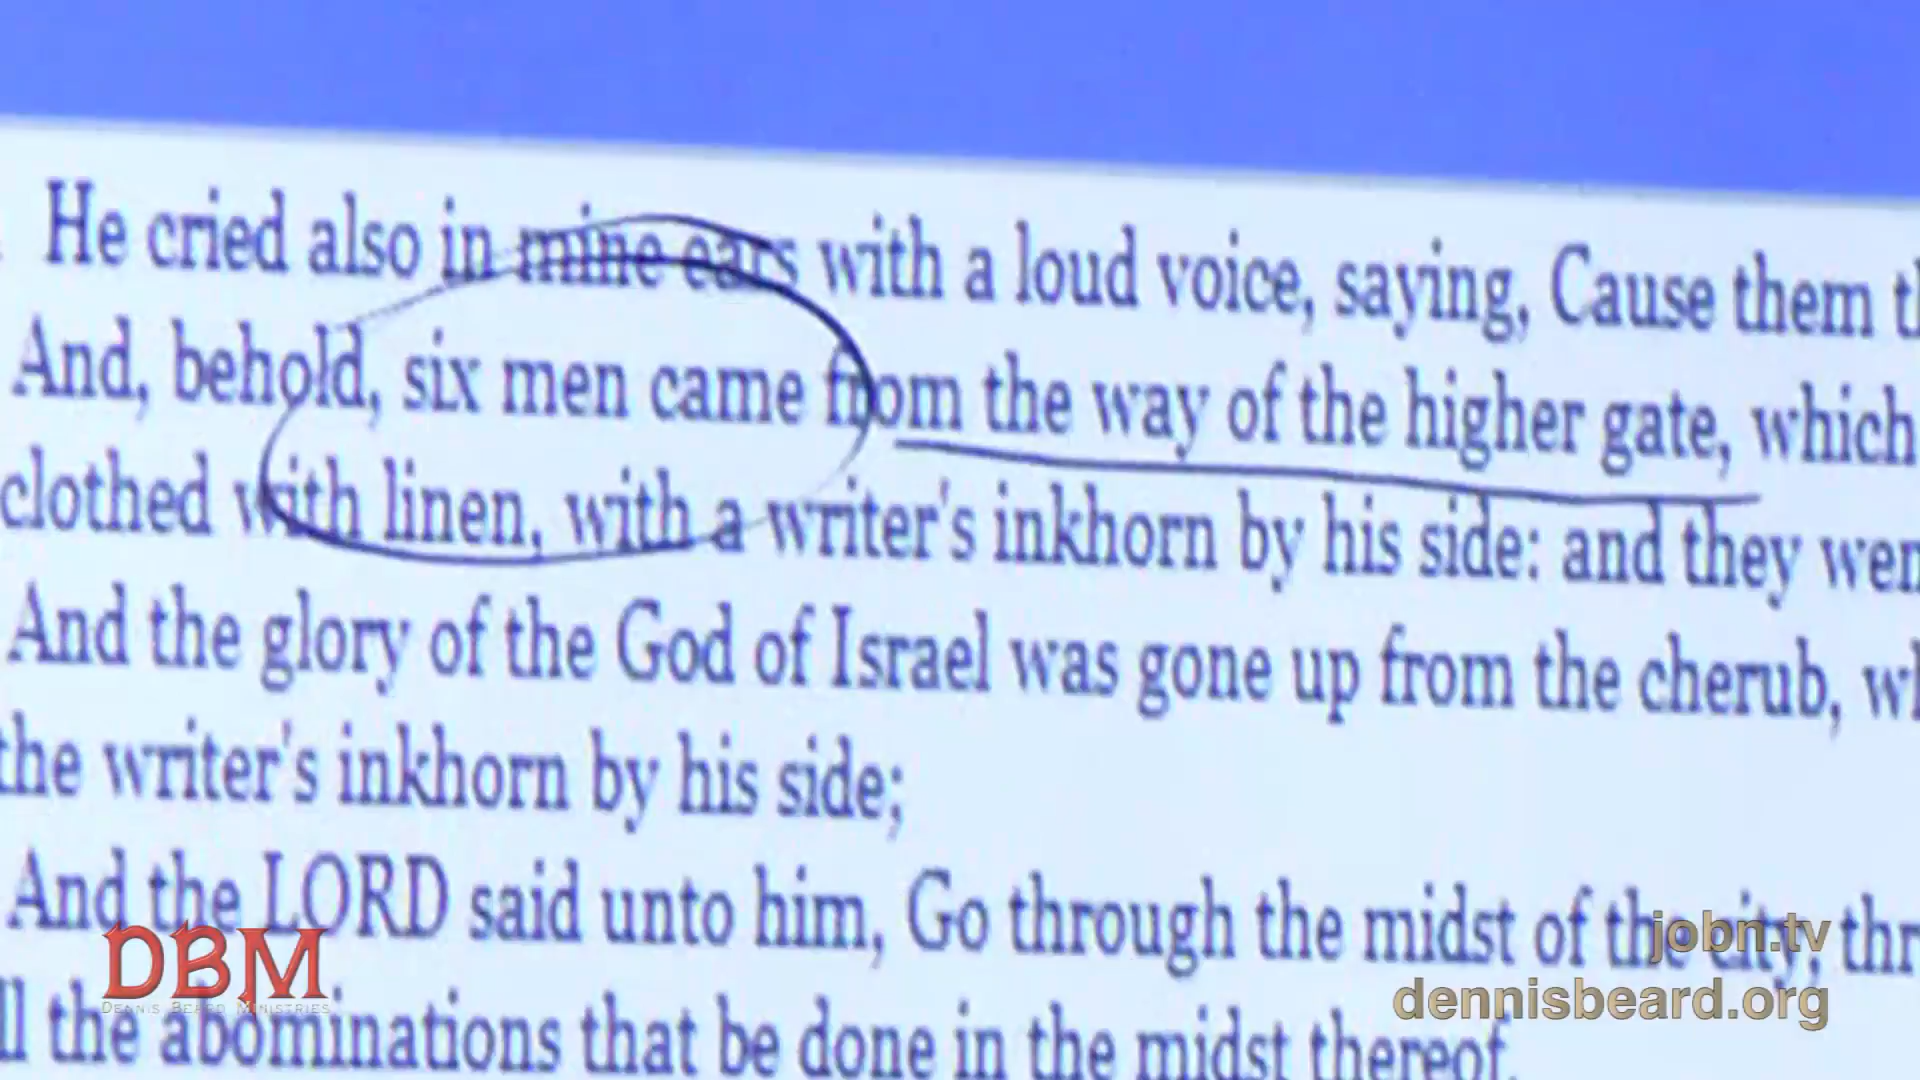 He cried also in mine ears with a loud voice, saying, Cause them
And, behold, six men came from the way of the higher gate, which
clothed with linen, with a writer's inkhorn by his side: and they
And the glory of the God of Israel was gone up from the cherub,
the writer's inkhorn by his side;
And the LORD said unto him, Go through the midst of the city,
the abominations that be done in the midst thereof
DBM
DENNIS BEARD MINISTRIES
jobn.tv
dennisbeard.org